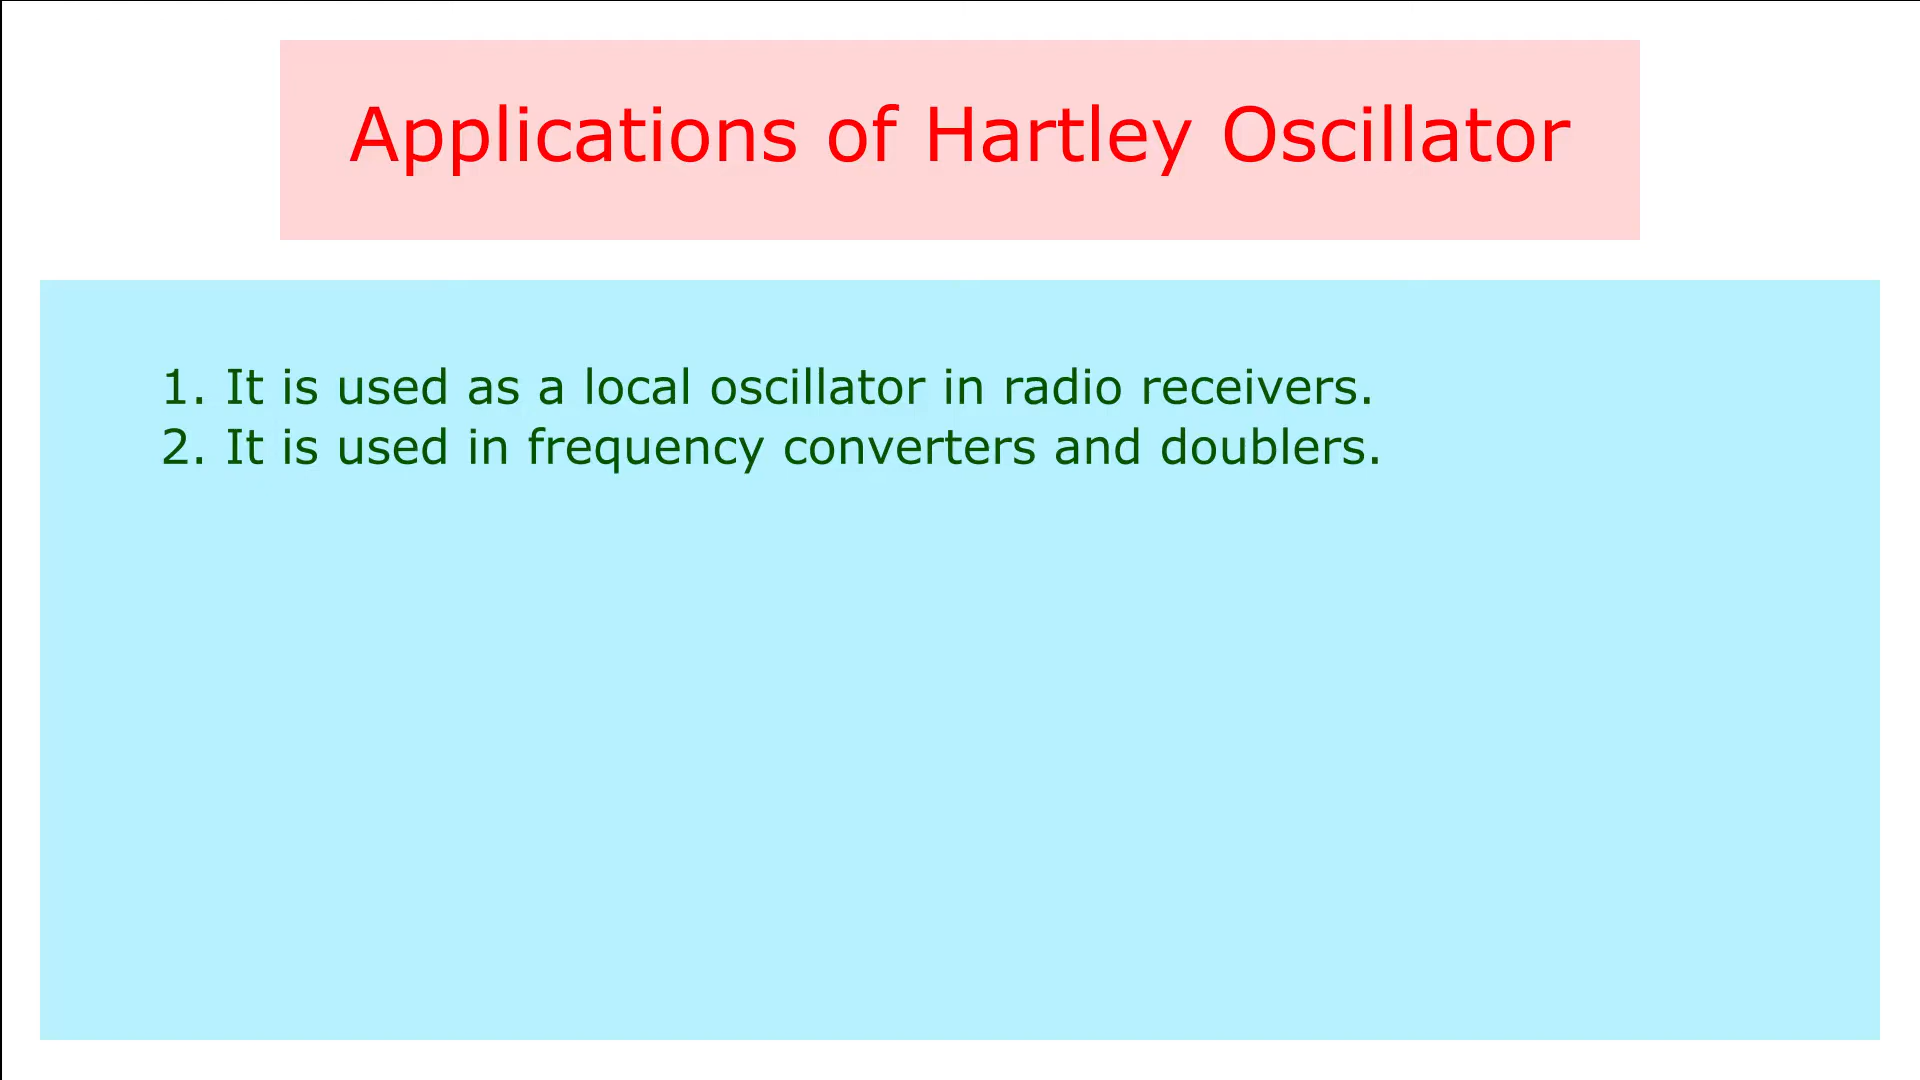 Applications of Hartley Oscillator
1. It is used as a local oscillator in radio receivers.
2. It is used in frequency converters and doublers.